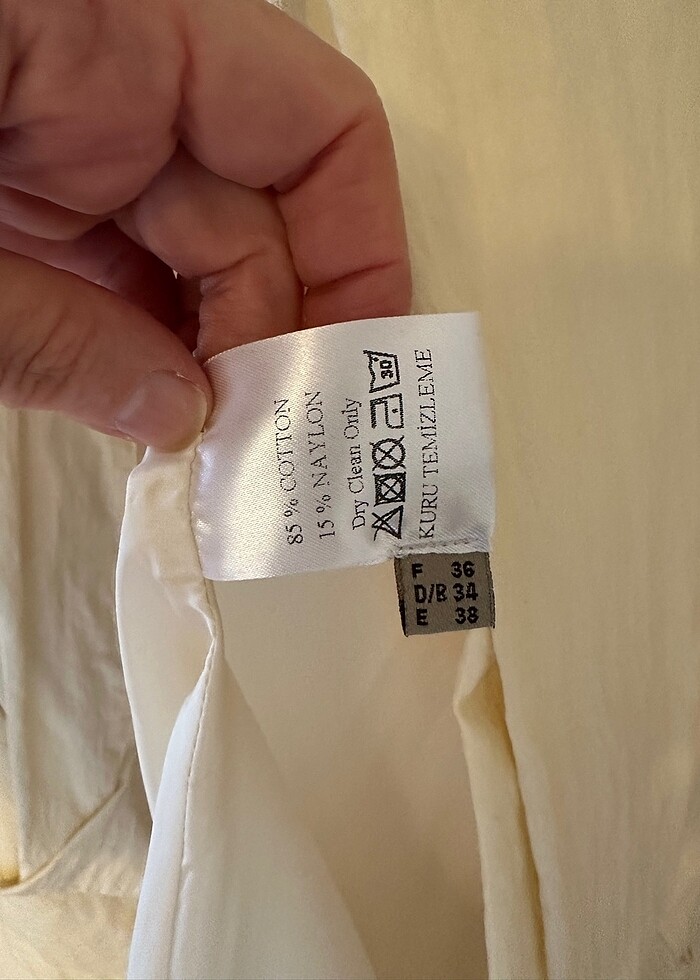 85 % COTTON
15 % NAYLON
Dry Clean Only
30°
KURU TEMİZLEME
F 36
D/B 34
E 38